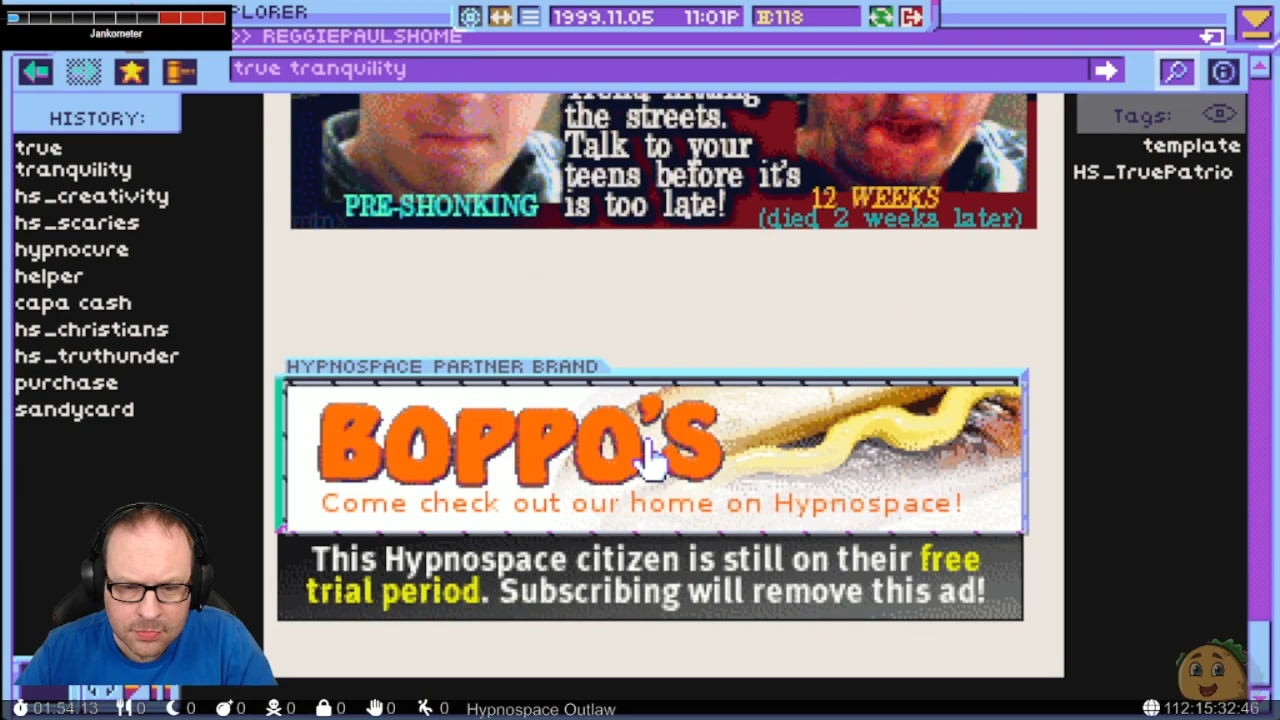 PLORER
1999.11.05 11:01P 118
Jankometer
>> REGGIEPAULSHOME
true tranquility
HISTORY:
true
tranquility
hs_creativity
hs_scaries
hypnocure
helper
capa cash
hs_christians
hs_truthunder
purchase
sandycard
the streets.
Talk to your
teens before it's
is too late!
PRE-SHONKING
12 WEEKS
(died 2 weeks later)
Tags:
template
HS_TruePatrio
HYPNOSPACE PARTNER BRAND
BOPPO'S
Come check out our home on Hypnospace!
This Hypnospace citizen is still on their free
trial period. Subscribing will remove this ad!
01:54:13 0 0 0 0 0 0 0 Hypnospace Outlaw 112:15:32:46